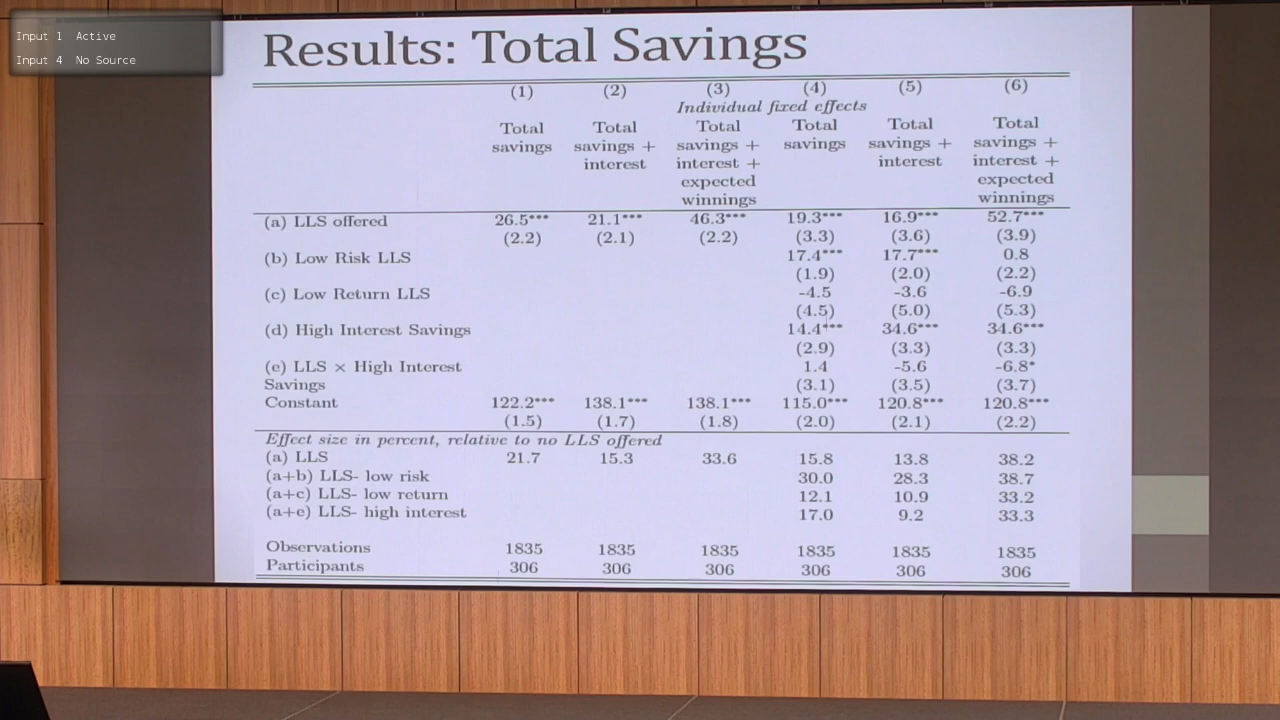 Input 1 Active
Input 4 No Source
Results: Total Savings
(1) (2) (3) (4) (5) (6)
Individual fixed effects
Total savings Total savings + interest Total savings + interest + expected winnings Total savings Total savings + interest Total savings + interest + expected winnings
(a) LLS offered 26.5*** 21.1*** 46.3*** 19.3*** 16.9*** 52.7***
(2.2) (2.1) (2.2) (3.3) (3.6) (3.9)
(b) Low Risk LLS 17.4*** 17.7*** 0.8
(1.9) (2.0) (2.2)
(c) Low Return LLS -4.5 -3.6 -6.9
(4.5) (5.0) (5.3)
(d) High Interest Savings 14.4*** 34.6*** 34.6***
(2.9) (3.3) (3.3)
(e) LLS × High Interest 1.4 -5.6 -6.8*
Savings (3.1) (3.5) (3.7)
Constant 122.2*** 138.1*** 138.1*** 115.0*** 120.8*** 120.8***
(1.5) (1.7) (1.8) (2.0) (2.1) (2.2)
Effect size in percent, relative to no LLS offered
(a) LLS 21.7 15.3 33.6 15.8 13.8 38.2
(a+b) LLS- low risk 30.0 28.3 38.7
(a+c) LLS- low return 12.1 10.9 33.2
(a+e) LLS- high interest 17.0 9.2 33.3
Observations 1835 1835 1835 1835 1835 1835
Participants 306 306 306 306 306 306